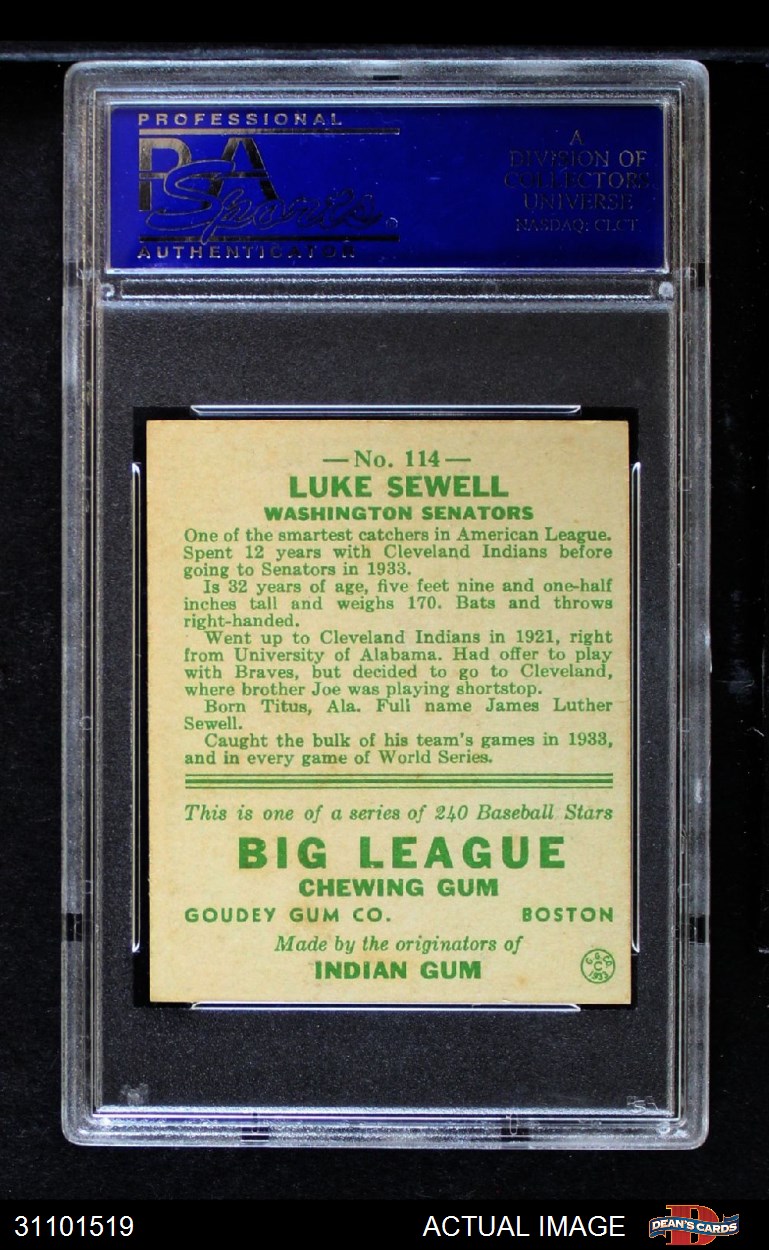 PROFESSIONAL
PSA
Sports
AUTHENTICATOR
A
DIVISION OF
COLLECTORS
UNIVERSE
NASDAQ: CLCT
—No. 114—
LUKE SEWELL
WASHINGTON SENATORS
One of the smartest catchers in American League.
Spent 12 years with Cleveland Indians before
going to Senators in 1933.
Is 32 years of age, five feet nine and one-half
inches tall and weighs 170. Bats and throws
right-handed.
Went up to Cleveland Indians in 1921, right
from University of Alabama. Had offer to play
with Braves, but decided to go to Cleveland,
where brother Joe was playing shortstop.
Born Titus, Ala. Full name James Luther
Sewell.
Caught the bulk of his team's games in 1933,
and in every game of World Series.
This is one of a series of 240 Baseball Stars
BIG LEAGUE
CHEWING GUM
GOUDEY GUM CO. BOSTON
Made by the originators of
INDIAN GUM
G. G. CO.
C
1933
PSA
31101519 ACTUAL IMAGE DEAN'S CARDS